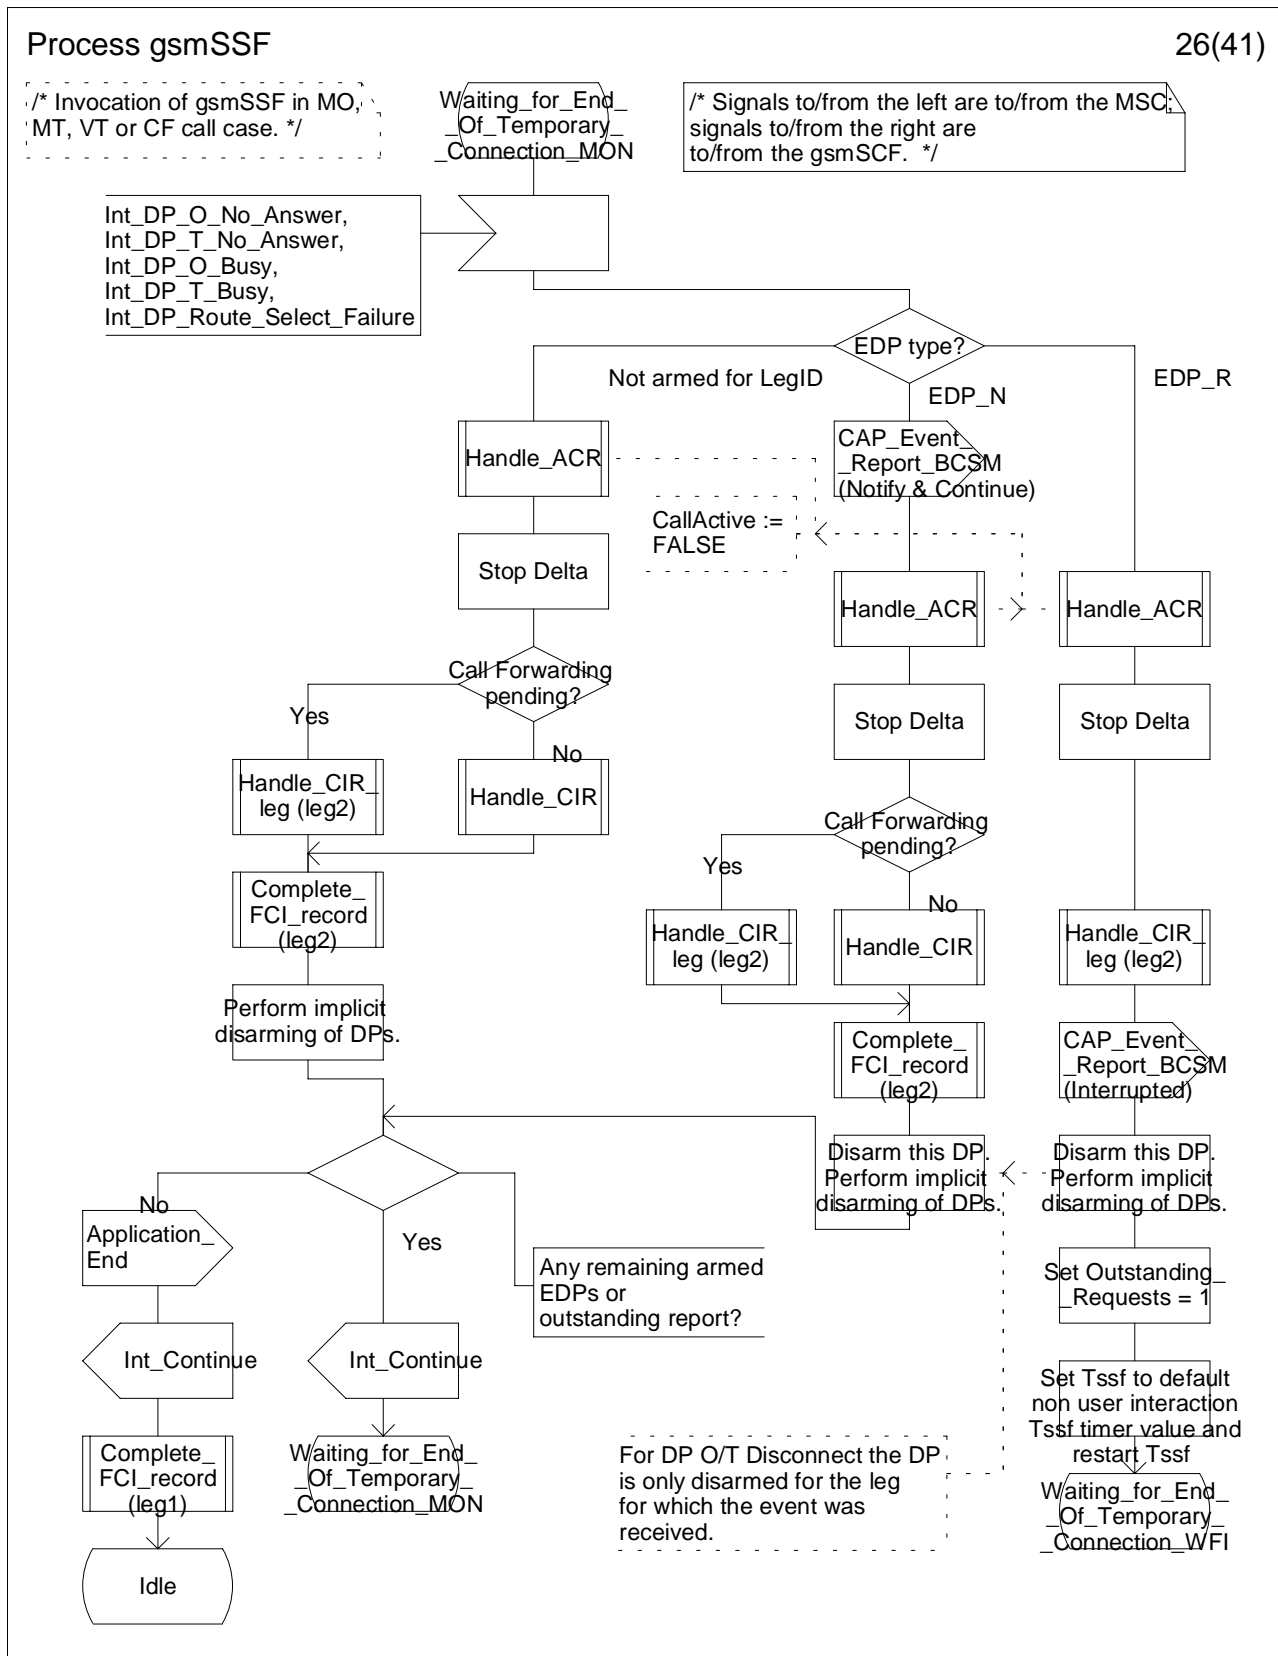 Process gsmSSF
26(41)
/* Invocation of gsmSSF in MO,
MT, VT or CF call case. */
Waiting_for_End_
_Of_Temporary_
_Connection_MON
/* Signals to/from the left are to/from the MSC;
signals to/from the right are
to/from the gsmSCF.  */
Int_DP_O_No_Answer,
Int_DP_T_No_Answer,
Int_DP_O_Busy,
Int_DP_T_Busy,
Int_DP_Route_Select_Failure
EDP type?
Not armed for LegID
EDP_N
EDP_R
Handle_ACR
CAP_Event_
_Report_BCSM
(Notify & Continue)
CallActive :=
FALSE
Stop Delta
Handle_ACR
Handle_ACR
Call Forwarding
pending?
Yes
No
Stop Delta
Stop Delta
Handle_CIR_
leg (leg2)
Handle_CIR
Call Forwarding
pending?
Yes
No
Complete_
_FCI_record
(leg2)
Handle_CIR_
leg (leg2)
Handle_CIR
Handle_CIR_
leg (leg2)
Perform implicit
disarming of DPs.
Complete_
_FCI_record
(leg2)
CAP_Event_
_Report_BCSM
(Interrupted)
Disarm this DP.
Perform implicit
disarming of DPs.
Disarm this DP.
Perform implicit
disarming of DPs.
No
Yes
Application_
End
Any remaining armed
EDPs or
outstanding report?
Set Outstanding_
_Requests = 1
Int_Continue
Int_Continue
Set Tssf to default
non user interaction
Tssf timer value and
restart Tssf
Complete_
_FCI_record
(leg1)
Waiting_for_End_
_Of_Temporary_
_Connection_MON
For DP O/T Disconnect the DP
is only disarmed for the leg
for which the event was
received.
Waiting_for_End_
_Of_Temporary_
_Connection_WFI
Idle